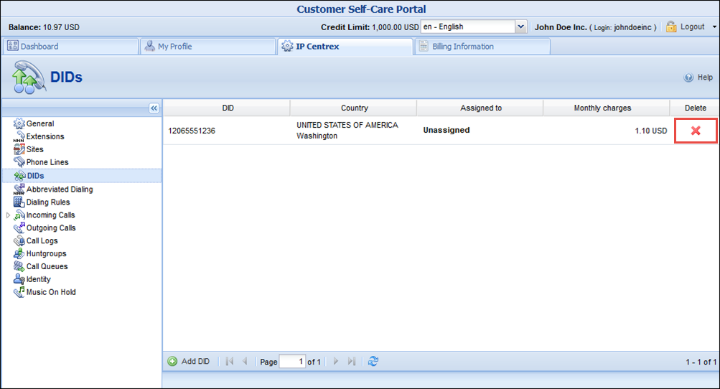 Customer Self-Care Portal
Balance: 10.97 USD Credit Limit: 1,000.00 USD en - English John Doe Inc. ( Login: johndoeinc ) Logout
Dashboard My Profile IP Centrex Billing Information
DIDs Help
DID Country Assigned to Monthly charges Delete
12065551236 UNITED STATES OF AMERICA Washington Unassigned 1.10 USD
General
Extensions
Sites
Phone Lines
DIDs
Abbreviated Dialing
Dialing Rules
Incoming Calls
Outgoing Calls
Call Logs
Huntgroups
Call Queues
Identity
Music On Hold
Add DID Page 1 of 1 1 - 1 of 1